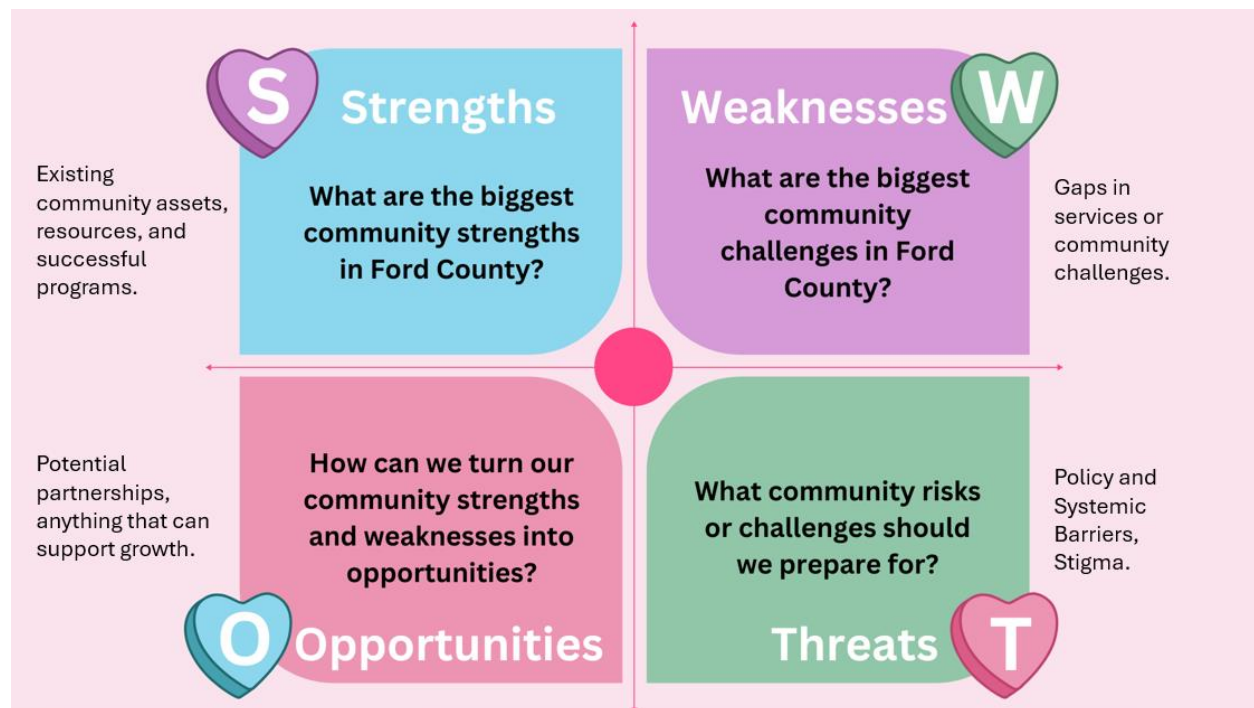 S
Strengths
Existing
community assets,
resources, and
successful
programs.
What are the biggest
community strengths
in Ford County?
Weaknesses
W
What are the biggest
community
challenges in Ford
County?
Gaps in
services or
community
challenges.
Potential
partnerships,
anything that can
support growth.
How can we turn our
community strengths
and weaknesses into
opportunities?
O
Opportunities
What community risks
or challenges should
we prepare for?
Policy and
Systemic
Barriers,
Stigma.
Threats
T